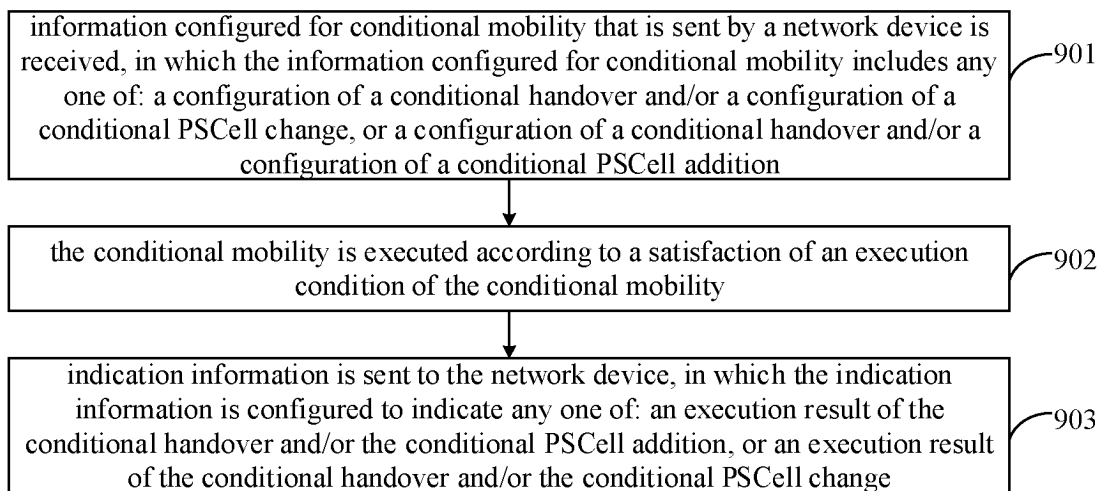 information configured for conditional mobility that is sent by a network device is
received, in which the information configured for conditional mobility includes any
one of: a configuration of a conditional handover and/or a configuration of a
conditional PSCell change, or a configuration of a conditional handover and/or a
configuration of a conditional PSCell addition
901
the conditional mobility is executed according to a satisfaction of an execution
condition of the conditional mobility
902
indication information is sent to the network device, in which the indication
information is configured to indicate any one of: an execution result of the
conditional handover and/or the conditional PSCell addition, or an execution result
of the conditional handover and/or the conditional PSCell change
903